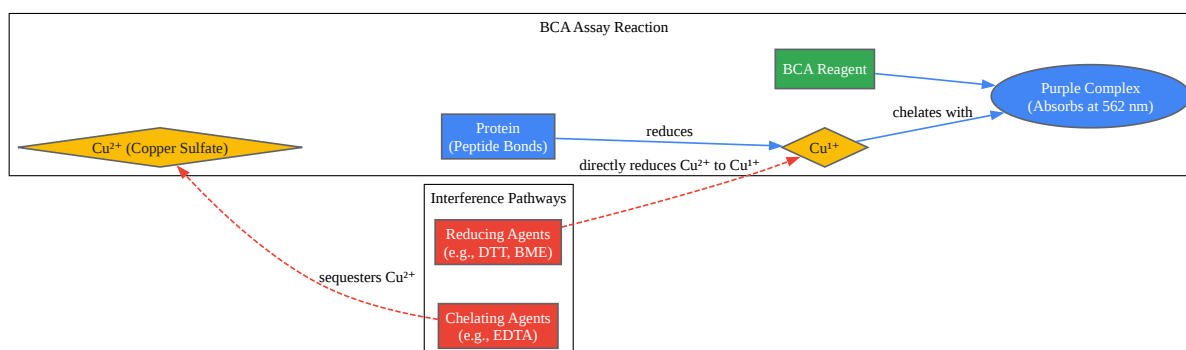 BCA Assay Reaction
BCA Reagent
Purple Complex
(Absorbs at 562 nm)
chelates with
Protein
(Peptide Bonds)
reduces
Cu¹⁺
Cu²⁺ (Copper Sulfate)
directly reduces Cu²⁺ to Cu¹⁺
Interference Pathways
Reducing Agents
(e.g., DTT, BME)
sequesters Cu²⁺
Chelating Agents
(e.g., EDTA)